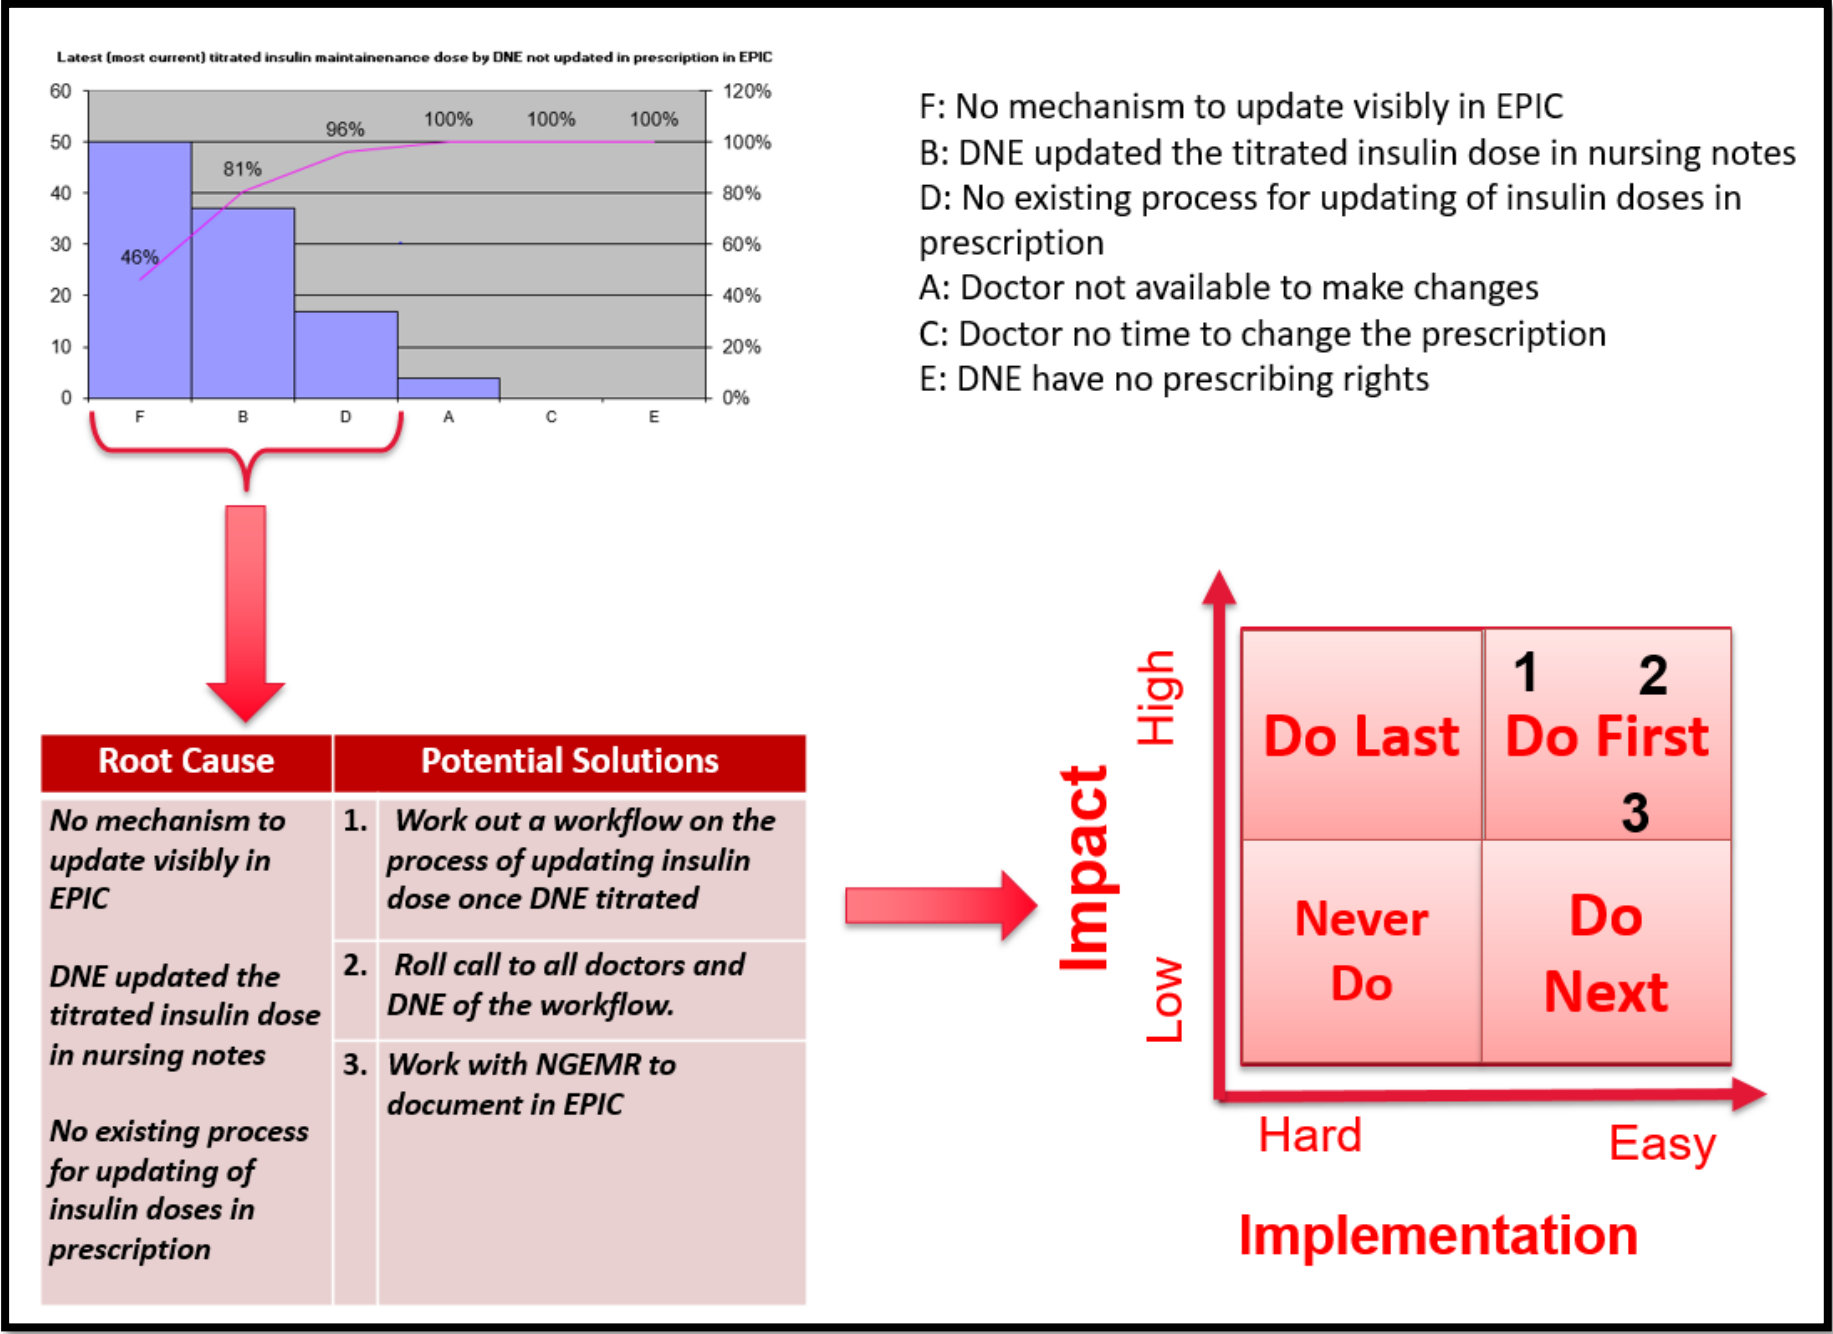 Latest (most current) titrated insulin maintainenance dose by DNE not updated in prescription in EPIC
60
50
40
30
20
10
0
120%
100%
80%
60%
40%
20%
0%
46%
81%
96%
100%
100%
100%
F
B
D
A
C
E
F: No mechanism to update visibly in EPIC
B: DNE updated the titrated insulin dose in nursing notes
D: No existing process for updating of insulin doses in
prescription
A: Doctor not available to make changes
C: Doctor no time to change the prescription
E: DNE have no prescribing rights
Root Cause
Potential Solutions
No mechanism to
update visibly in
EPIC
DNE updated the
titrated insulin dose
in nursing notes
No existing process
for updating of
insulin doses in
prescription
1. Work out a workflow on the
process of updating insulin
dose once DNE titrated
2. Roll call to all doctors and
DNE of the workflow.
3. Work with NGEMR to
document in EPIC
Impact
High
Low
Do Last
1 2
Do First
3
Never
Do
Do
Next
Hard
Easy
Implementation